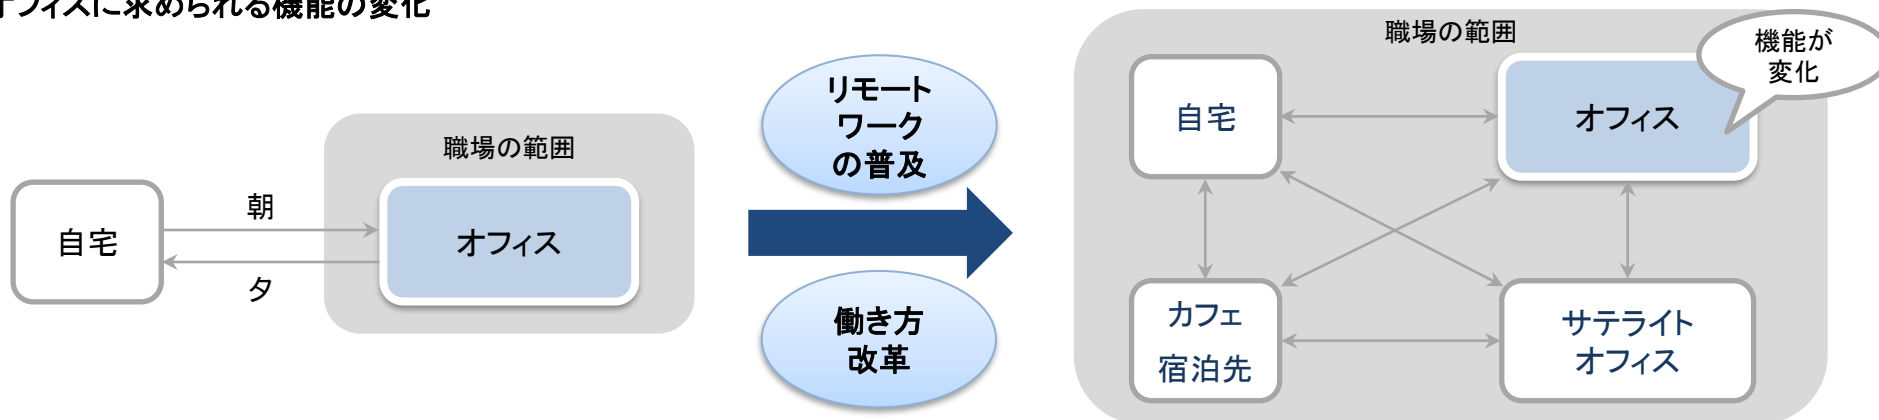 オフィスに求められる機能の変化
職場の範囲
自宅
朝
夕
オフィス
リモート
ワーク
の普及
働き方
改革
職場の範囲
機能が
変化
自宅
オフィス
カフェ
宿泊先
サテライト
オフィス